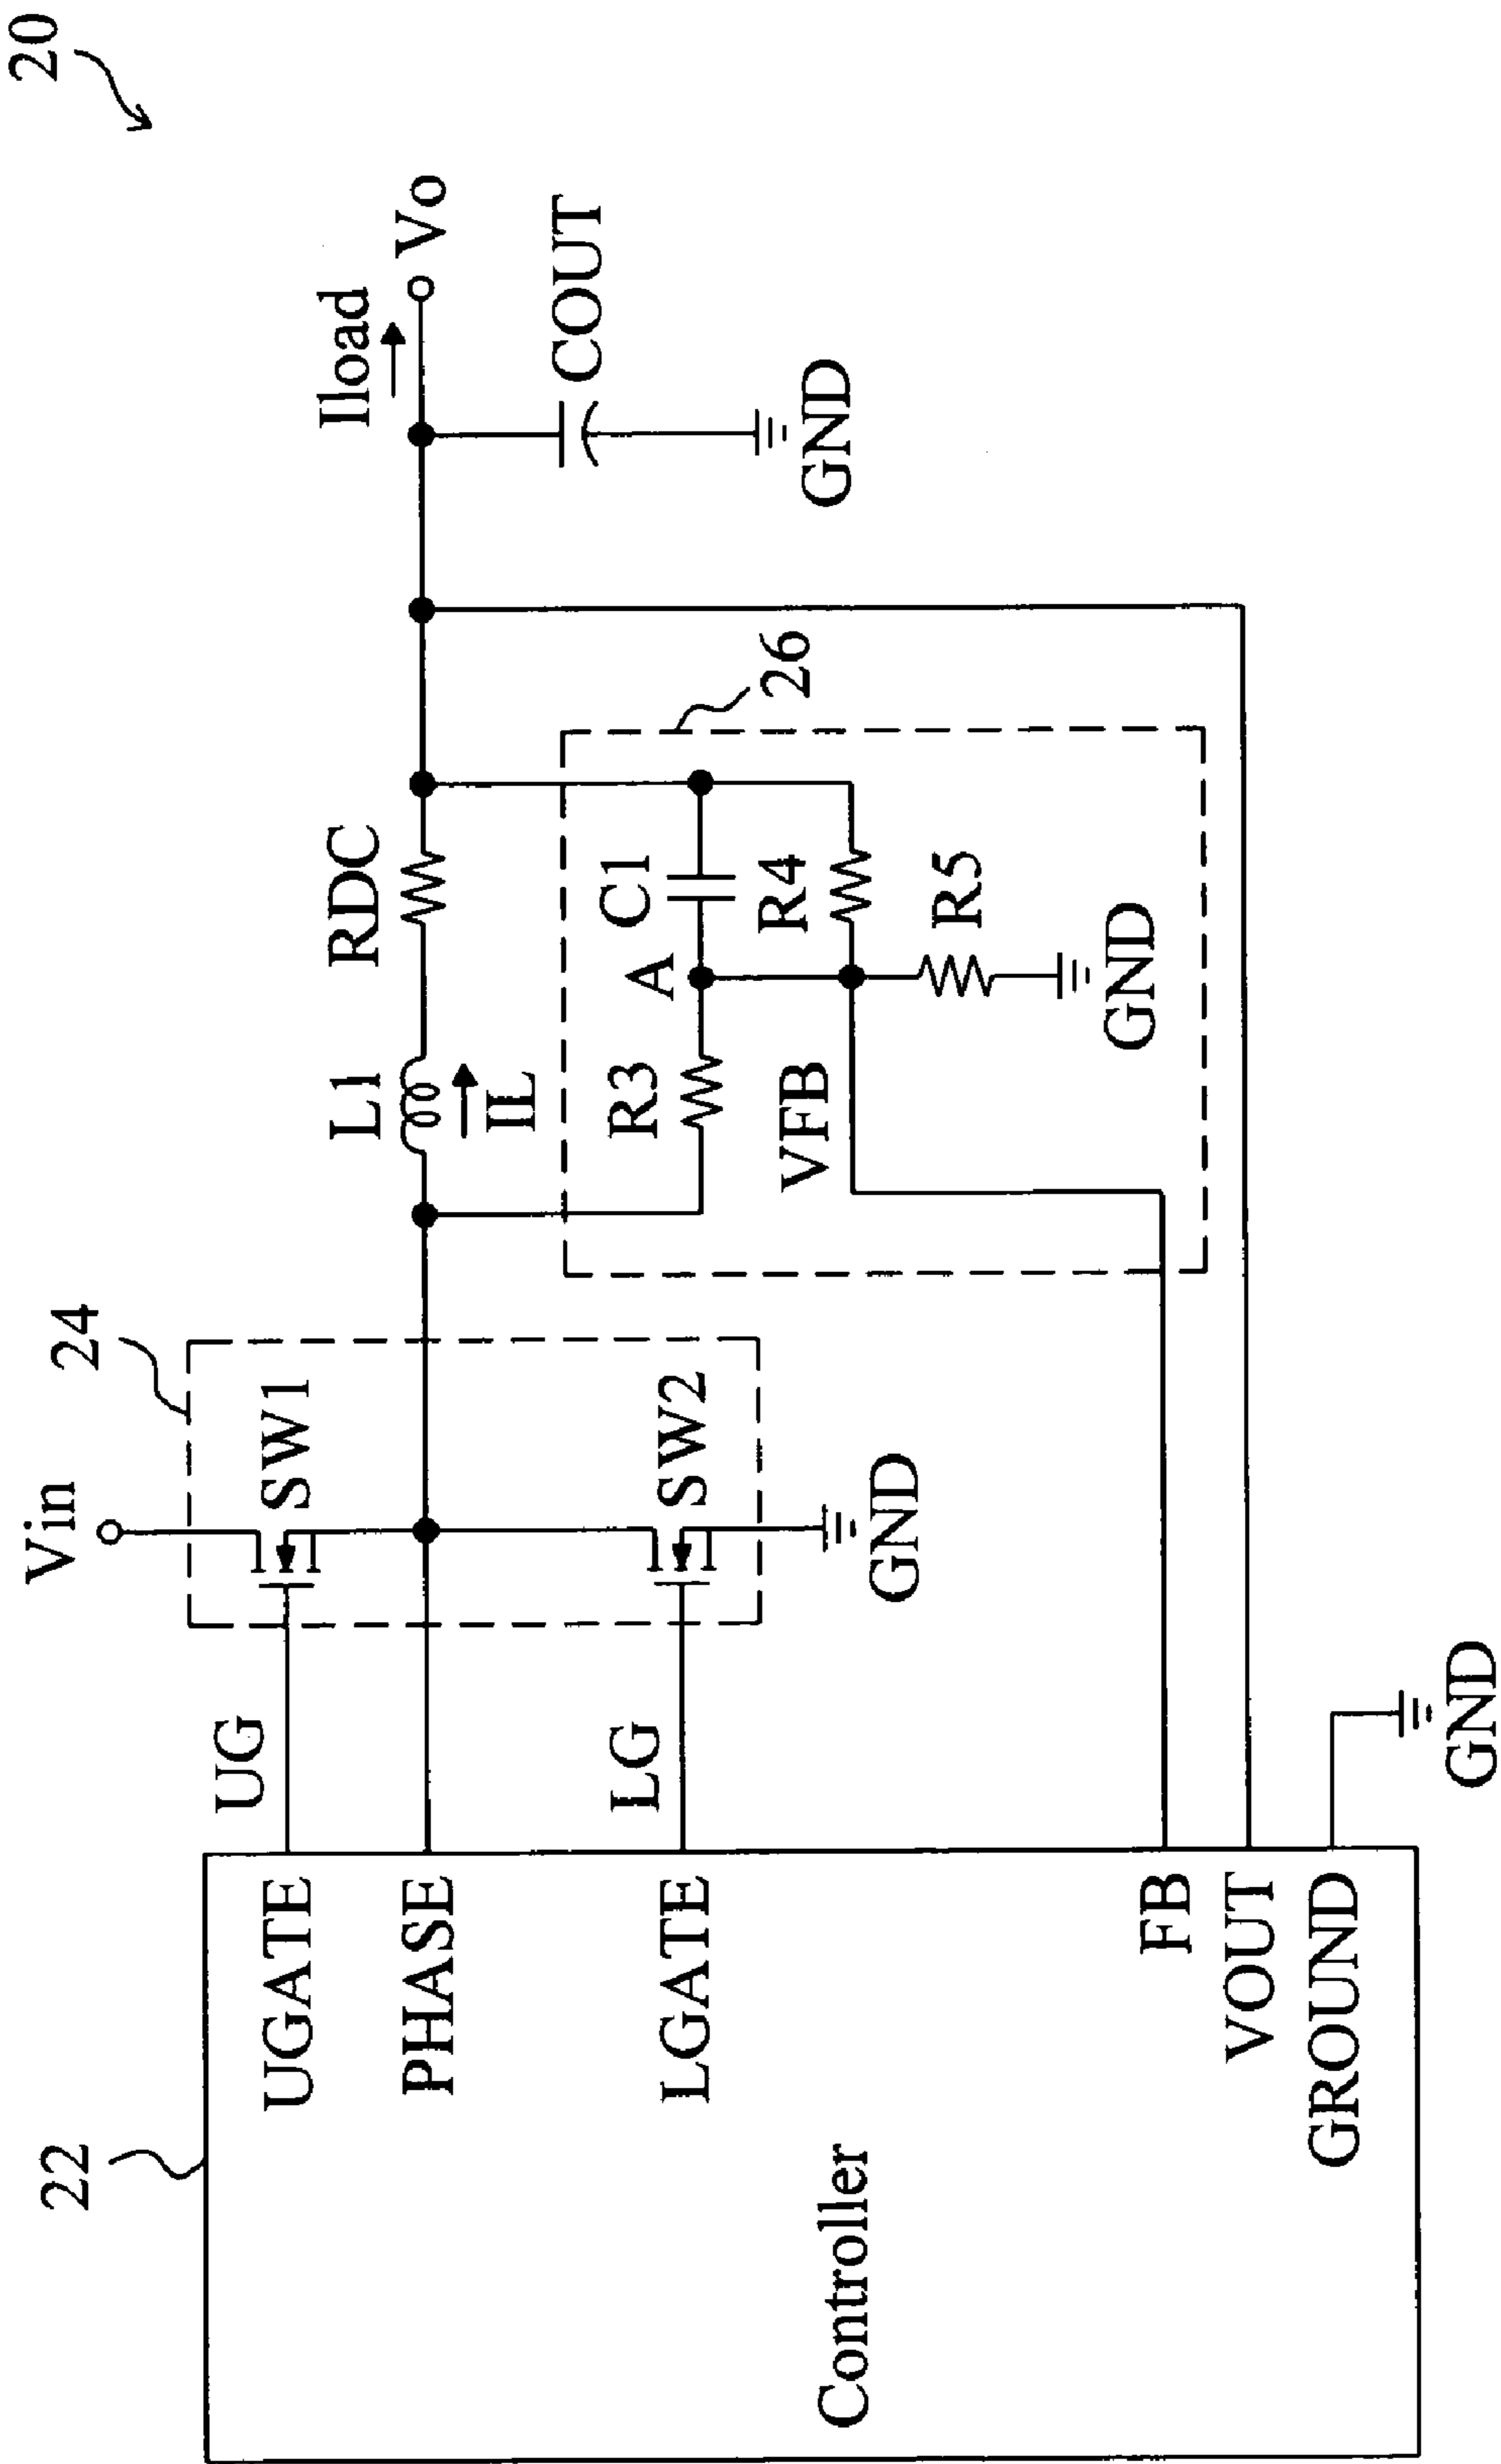 20
22
24
Vin
UG
SW1
UGATE
PHASE
L1
RDC
Iload
Vo
IL
COUT
GND
26
LG
SW2
LGATE
GND
R3
A
C1
R4
VFB
R5
GND
Controller
FB
VOUT
GROUND
GND